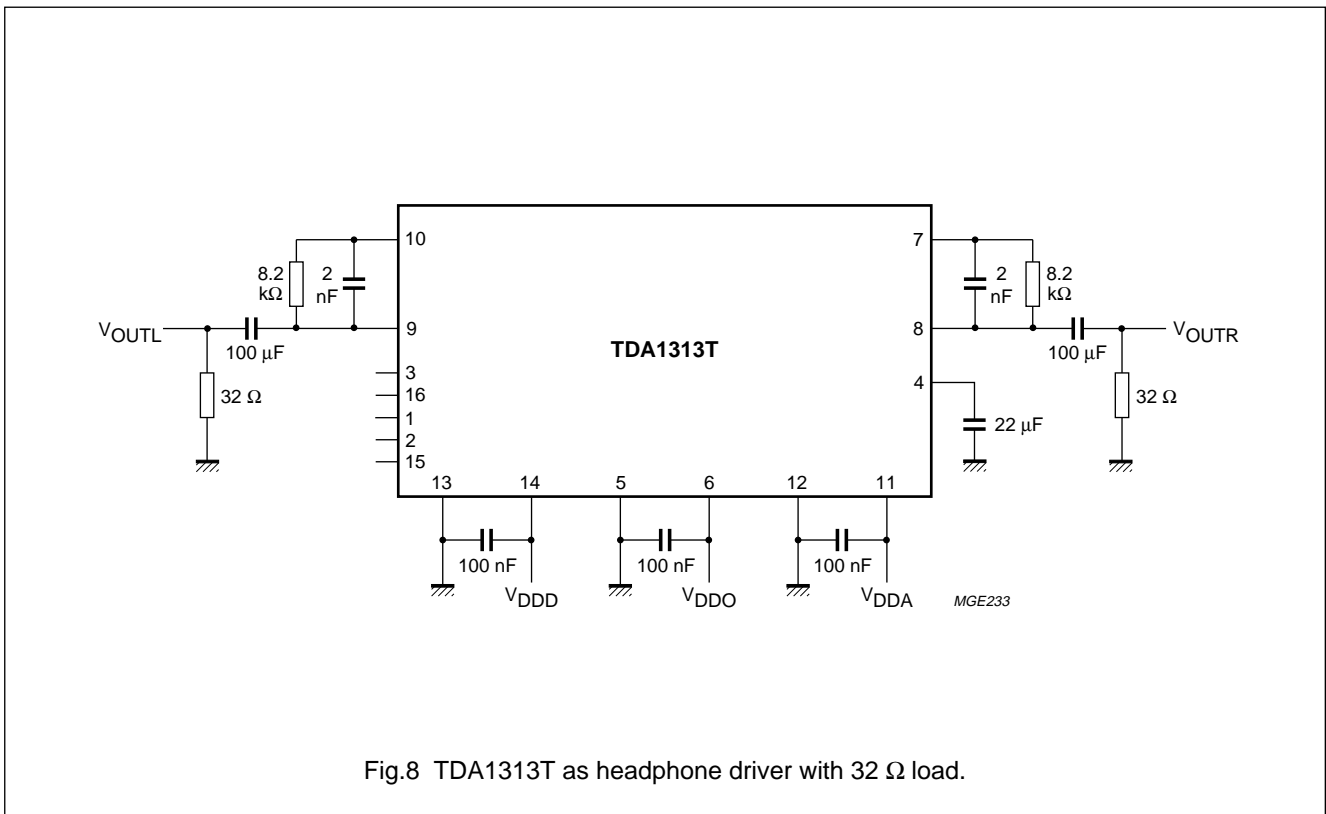 10
7
8.2
kΩ
2
nF
2
nF
8.2
kΩ
VOUTL
9
8
VOUTR
100 μF
TDA1313T
100 μF
3
4
16
32 Ω
32 Ω
1
22 μF
2
15
13
14
5
6
12
11
100 nF
100 nF
100 nF
VDDD
VDDO
VDDA
MGE233
Fig.8 TDA1313T as headphone driver with 32 Ω load.